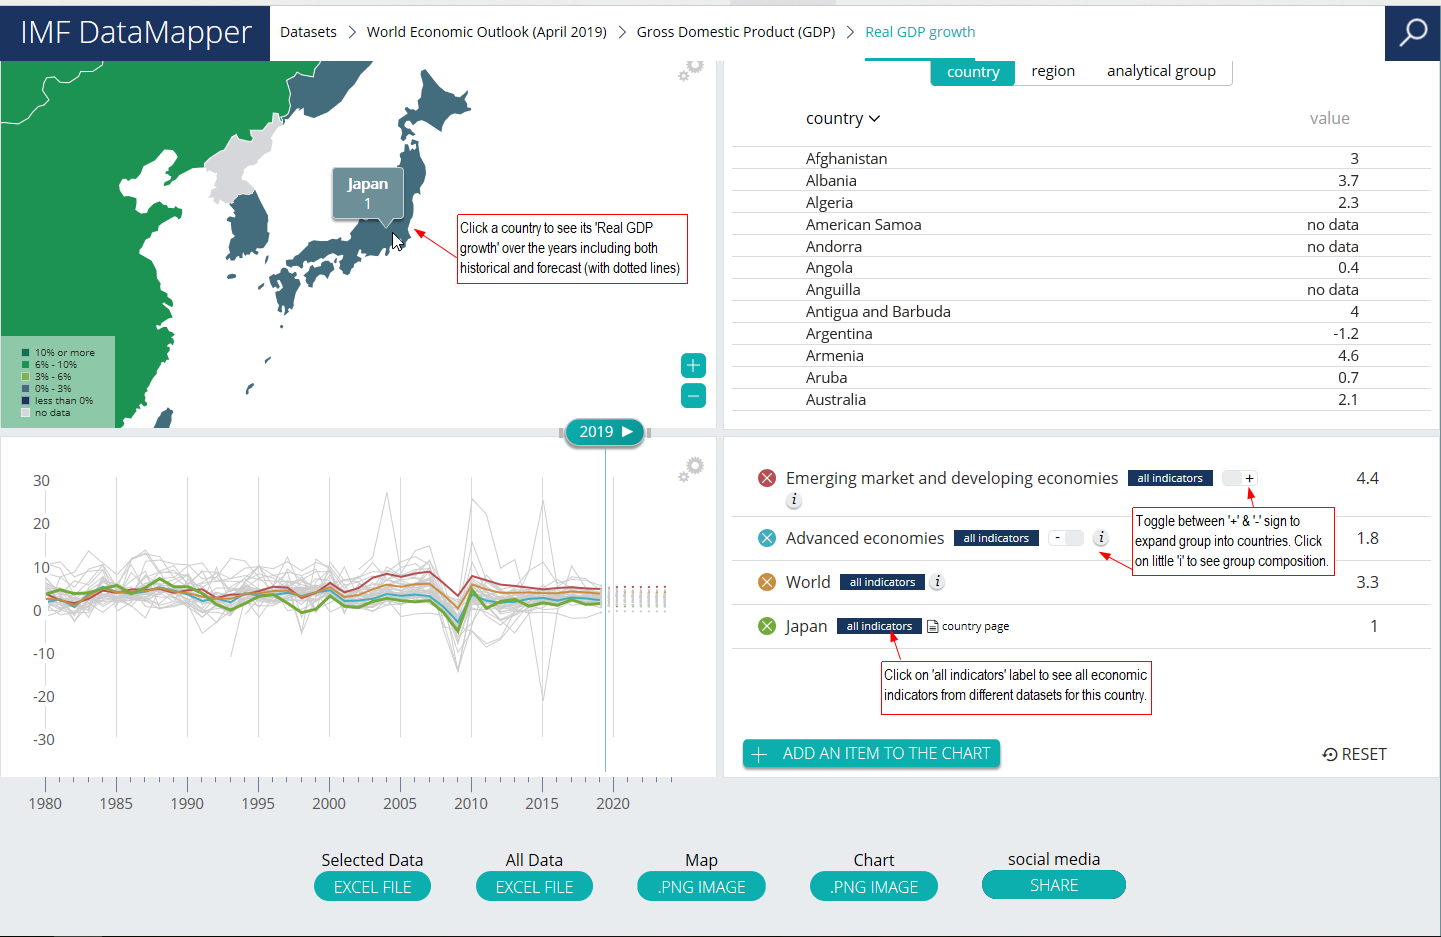 IMF DataMapper
Datasets > World Economic Outlook (April 2019) > Gross Domestic Product (GDP) > Real GDP growth
Japan
1
Click a country to see its 'Real GDP
growth' over the years including both
historical and forecast (with dotted lines)
10% or more
6% - 10%
3% - 6%
0% - 3%
less than 0%
no data
+
−
country region analytical group
country value
Afghanistan 3
Albania 3.7
Algeria 2.3
American Samoa no data
Andorra no data
Angola 0.4
Anguilla no data
Antigua and Barbuda 4
Argentina -1.2
Armenia 4.6
Aruba 0.7
Australia 2.1
2019
30
20
10
0
-10
-20
-30
1980 1985 1990 1995 2000 2005 2010 2015 2020
Emerging market and developing economies all indicators + 4.4
i
Toggle between '+' & '-' sign to
expand group into countries. Click
on little 'i' to see group composition.
Advanced economies all indicators - i 1.8
World all indicators i 3.3
Japan all indicators country page 1
Click on 'all indicators' label to see all economic
indicators from different datasets for this country.
+ ADD AN ITEM TO THE CHART
RESET
Selected Data
EXCEL FILE
All Data
EXCEL FILE
Map
.PNG IMAGE
Chart
.PNG IMAGE
social media
SHARE